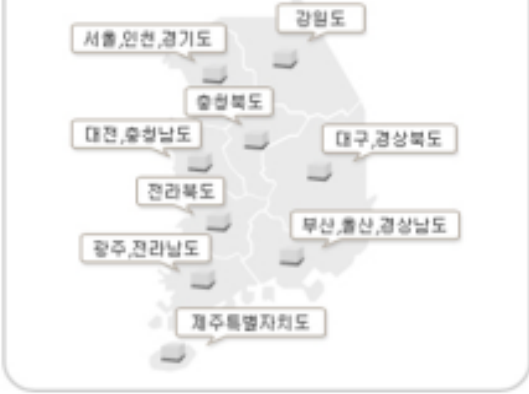 강원도
서울,인천,경기도
충청북도
대전,충청남도
대구,경상북도
전라북도
부산,울산,경상남도
광주,전라남도
제주특별자치도